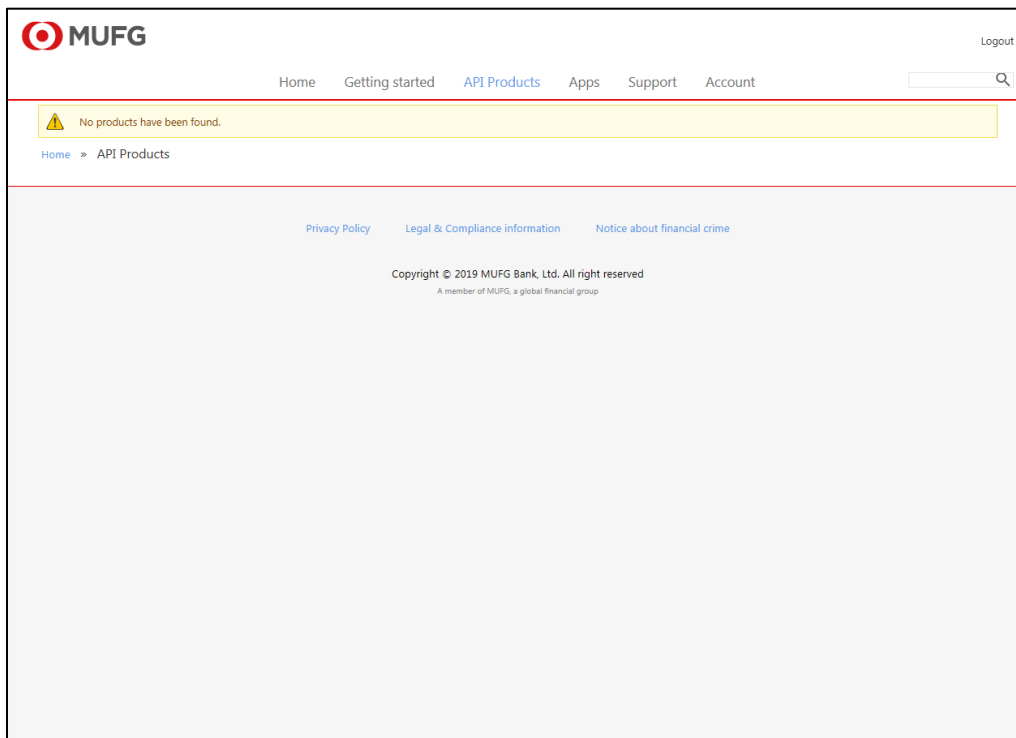 MUFG
Logout
Home Getting started API Products Apps Support Account
No products have been found.
Home » API Products
Privacy Policy Legal & Compliance information Notice about financial crime
Copyright © 2019 MUFG Bank, Ltd. All right reserved
A member of MUFG, a global financial group